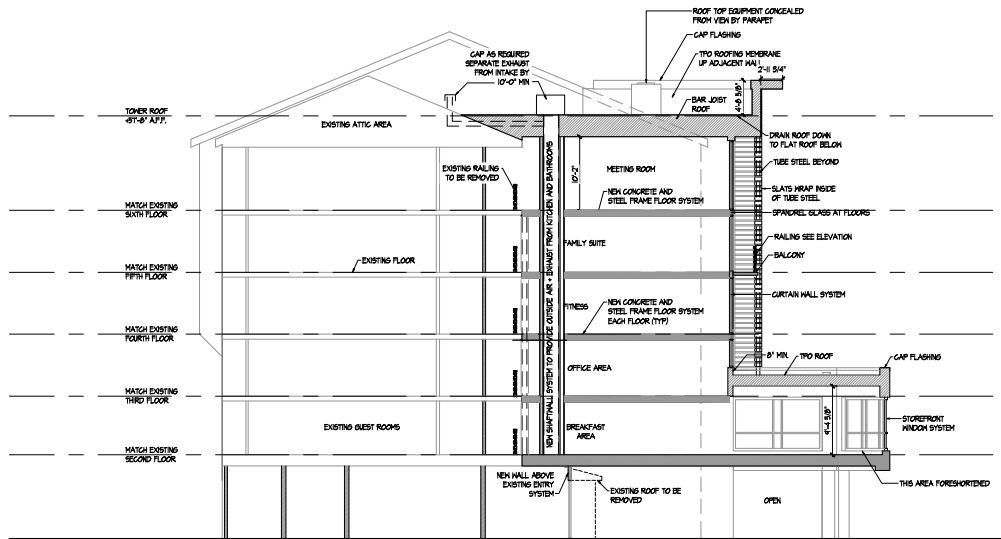 ROOF TOP EQUIPMENT CONCEALED
FROM VIEW BY PARAPET
CAP FLASHING
CAP AS REQUIRED
SEPARATE EXHAUST
FROM INTAKE BY
10'-0" MIN
TPO ROOFING MEMBRANE
UP ADJACENT WALL
2'-11 3/4"
4'-8 5/8"
BAR JOIST
ROOF
TOWER ROOF
EXISTING ATTIC AREA
DRAIN ROOF DOWN
TO FLAT ROOF BELOW
TUBE STEEL BEYOND
EXISTING RAILING
TO BE REMOVED
10'-2"
MEETING ROOM
SLATS WRAP INSIDE
OF TUBE STEEL
NEW CONCRETE AND
STEEL FRAME FLOOR SYSTEM
MATCH EXISTING
SIXTH FLOOR
SPANDREL GLASS AT FLOORS
NEW SHAFTWALL SYSTEM TO PROVIDE OUTSIDE AIR + EXHAUST FROM KITCHEN AND BATHROOMS
RAILING SEE ELEVATION
FAMILY SUITE
BALCONY
EXISTING FLOOR
MATCH EXISTING
FIFTH FLOOR
CURTAIN WALL SYSTEM
FITNESS
NEW CONCRETE AND
STEEL FRAME FLOOR SYSTEM
EACH FLOOR (TYP)
MATCH EXISTING
FOURTH FLOOR
8" MIN.
TPO ROOF
CAP FLASHING
OFFICE AREA
MATCH EXISTING
THIRD FLOOR
9'-4 5/8"
STOREFRONT
WINDOW SYSTEM
EXISTING GUEST ROOMS
BREAKFAST
AREA
MATCH EXISTING
SECOND FLOOR
NEW WALL ABOVE
EXISTING ENTRY
SYSTEM
EXISTING ROOF TO BE
REMOVED
THIS AREA FORESHORTENED
OPEN